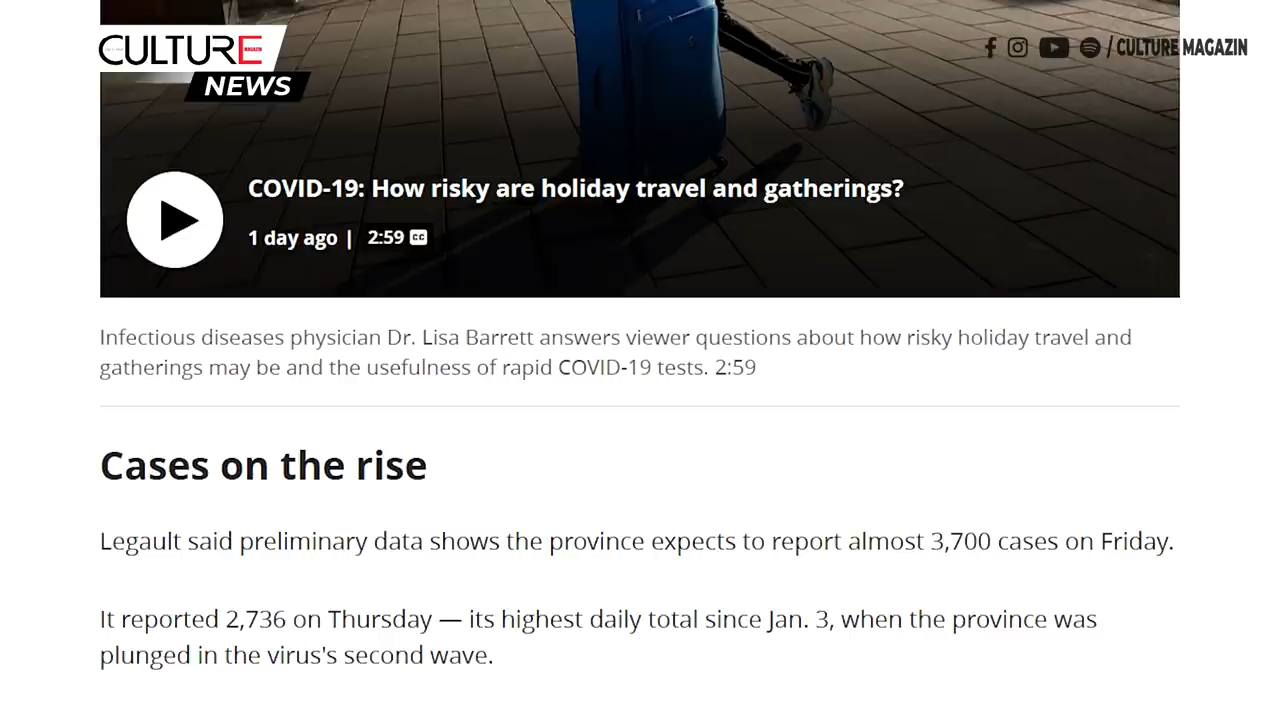 CULTURE
MAGAZIN
NEWS
/ CULTURE MAGAZIN
COVID-19: How risky are holiday travel and gatherings?
1 day ago | 2:59 CC
Infectious diseases physician Dr. Lisa Barrett answers viewer questions about how risky holiday travel and
gatherings may be and the usefulness of rapid COVID-19 tests. 2:59
Cases on the rise
Legault said preliminary data shows the province expects to report almost 3,700 cases on Friday.
It reported 2,736 on Thursday — its highest daily total since Jan. 3, when the province was
plunged in the virus's second wave.